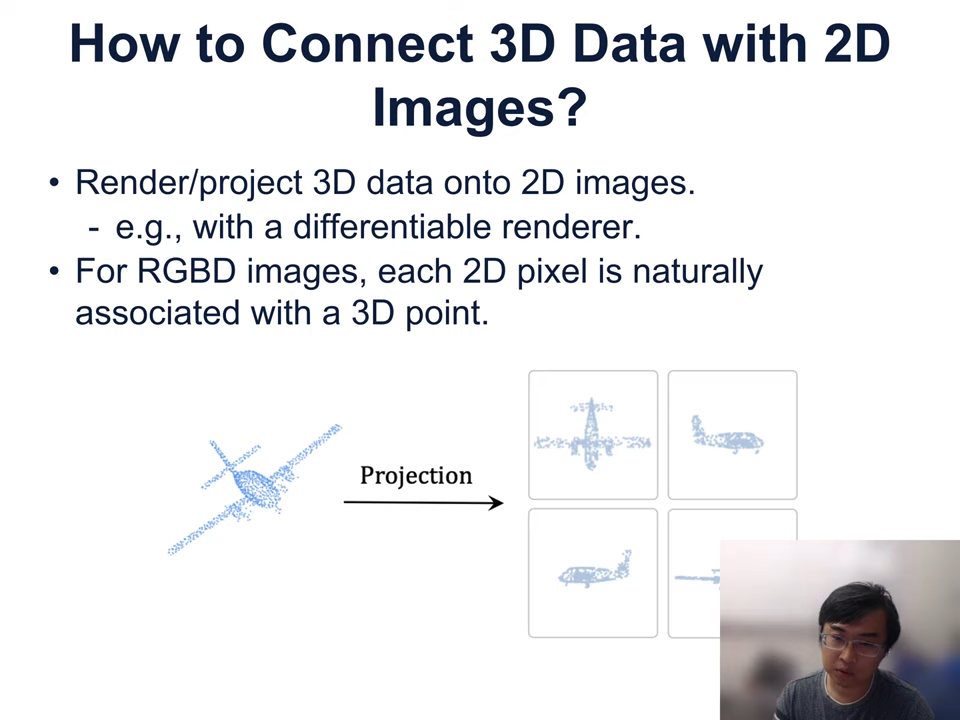 How to Connect 3D Data with 2D
Images?
• Render/project 3D data onto 2D images.
- e.g., with a differentiable renderer.
• For RGBD images, each 2D pixel is naturally
associated with a 3D point.
Projection